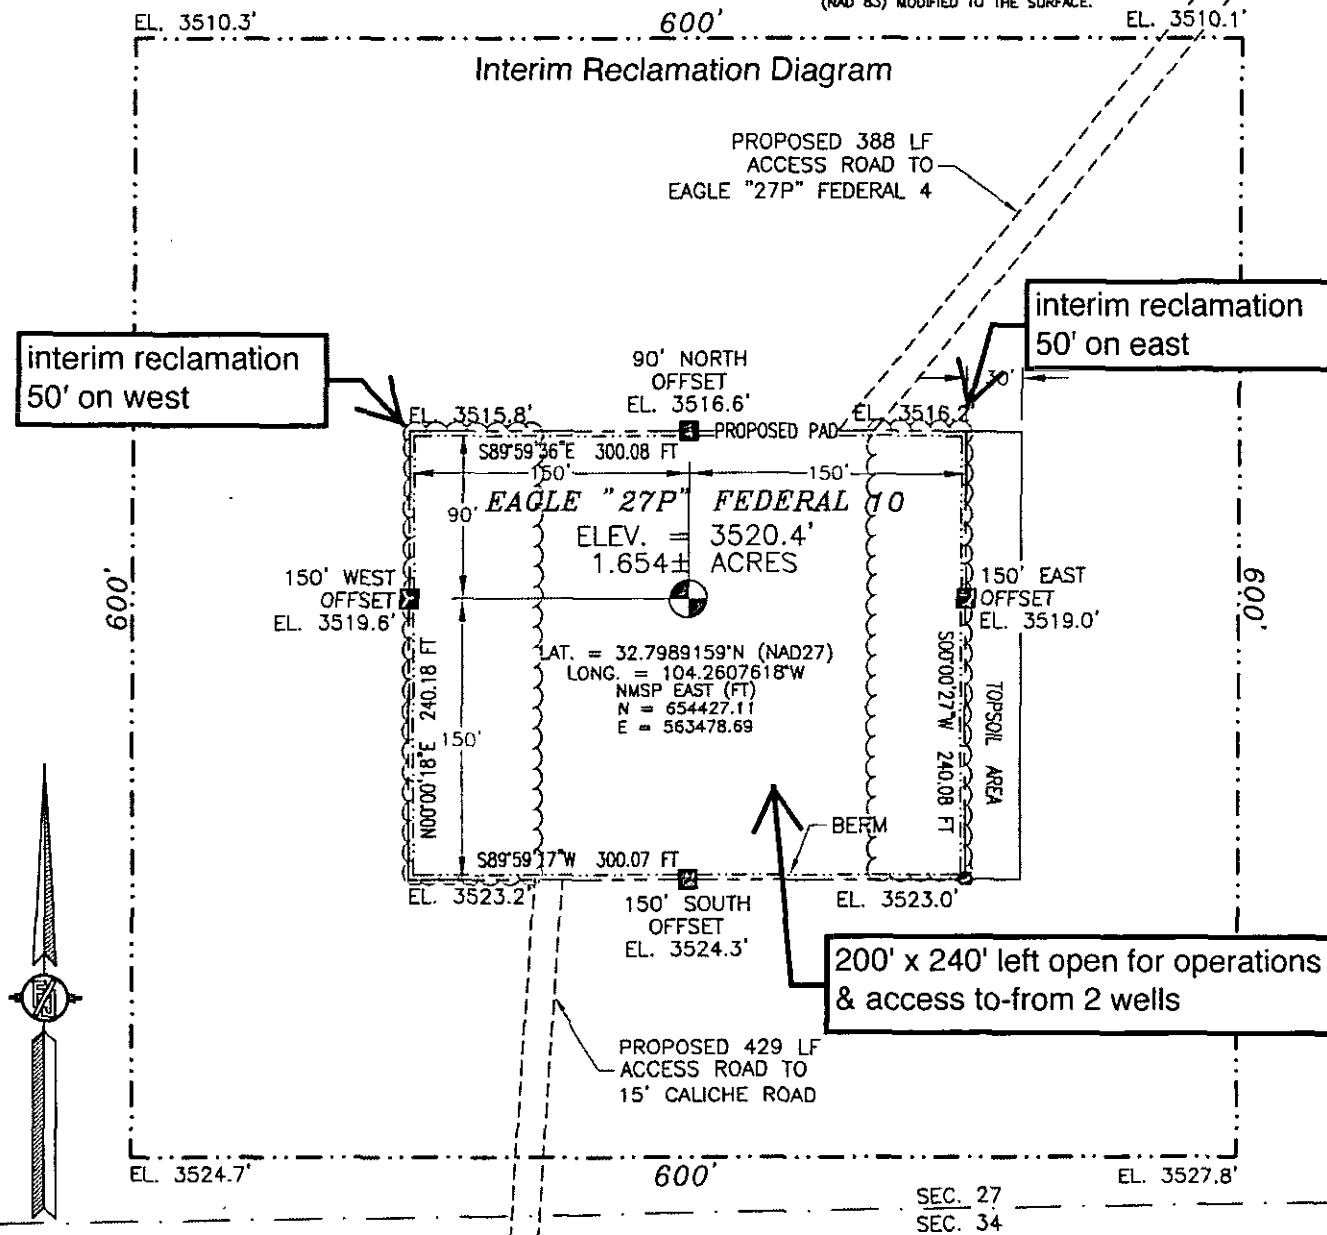 (NAD 83) MODIFIED TO THE SURFACE.
EL. 3510.3'
600'
EL. 3510.1'
Interim Reclamation Diagram
PROPOSED 388 LF
ACCESS ROAD TO
EAGLE "27P" FEDERAL 4
interim reclamation
50' on east
interim reclamation
50' on west
90' NORTH
OFFSET
EL. 3516.6'
30'
EL. 3515.8'
EL. 3516.2'
PROPOSED PAD
S89°59'36"E 300.08 FT
150'
150'
90'
EAGLE "27P" FEDERAL 10
ELEV. = 3520.4'
1.654± ACRES
600'
150' WEST
OFFSET
EL. 3519.6'
150' EAST
OFFSET
EL. 3519.0'
600'
LAT. = 32.7989159°N (NAD27)
LONG. = 104.2607618°W
NMSP EAST (FT)
N = 654427.11
E = 563478.69
N00°00'18"E 240.18 FT
150'
S00°00'27"W 240.08 FT
TOPSOIL AREA
BERM
S89°59'17"W 300.07 FT
EL. 3523.2'
150' SOUTH
OFFSET
EL. 3524.3'
EL. 3523.0'
200' x 240' left open for operations
& access to-from 2 wells
PROPOSED 429 LF
ACCESS ROAD TO
15' CALICHE ROAD
EL. 3524.7'
600'
EL. 3527.8'
SEC. 27
SEC. 34